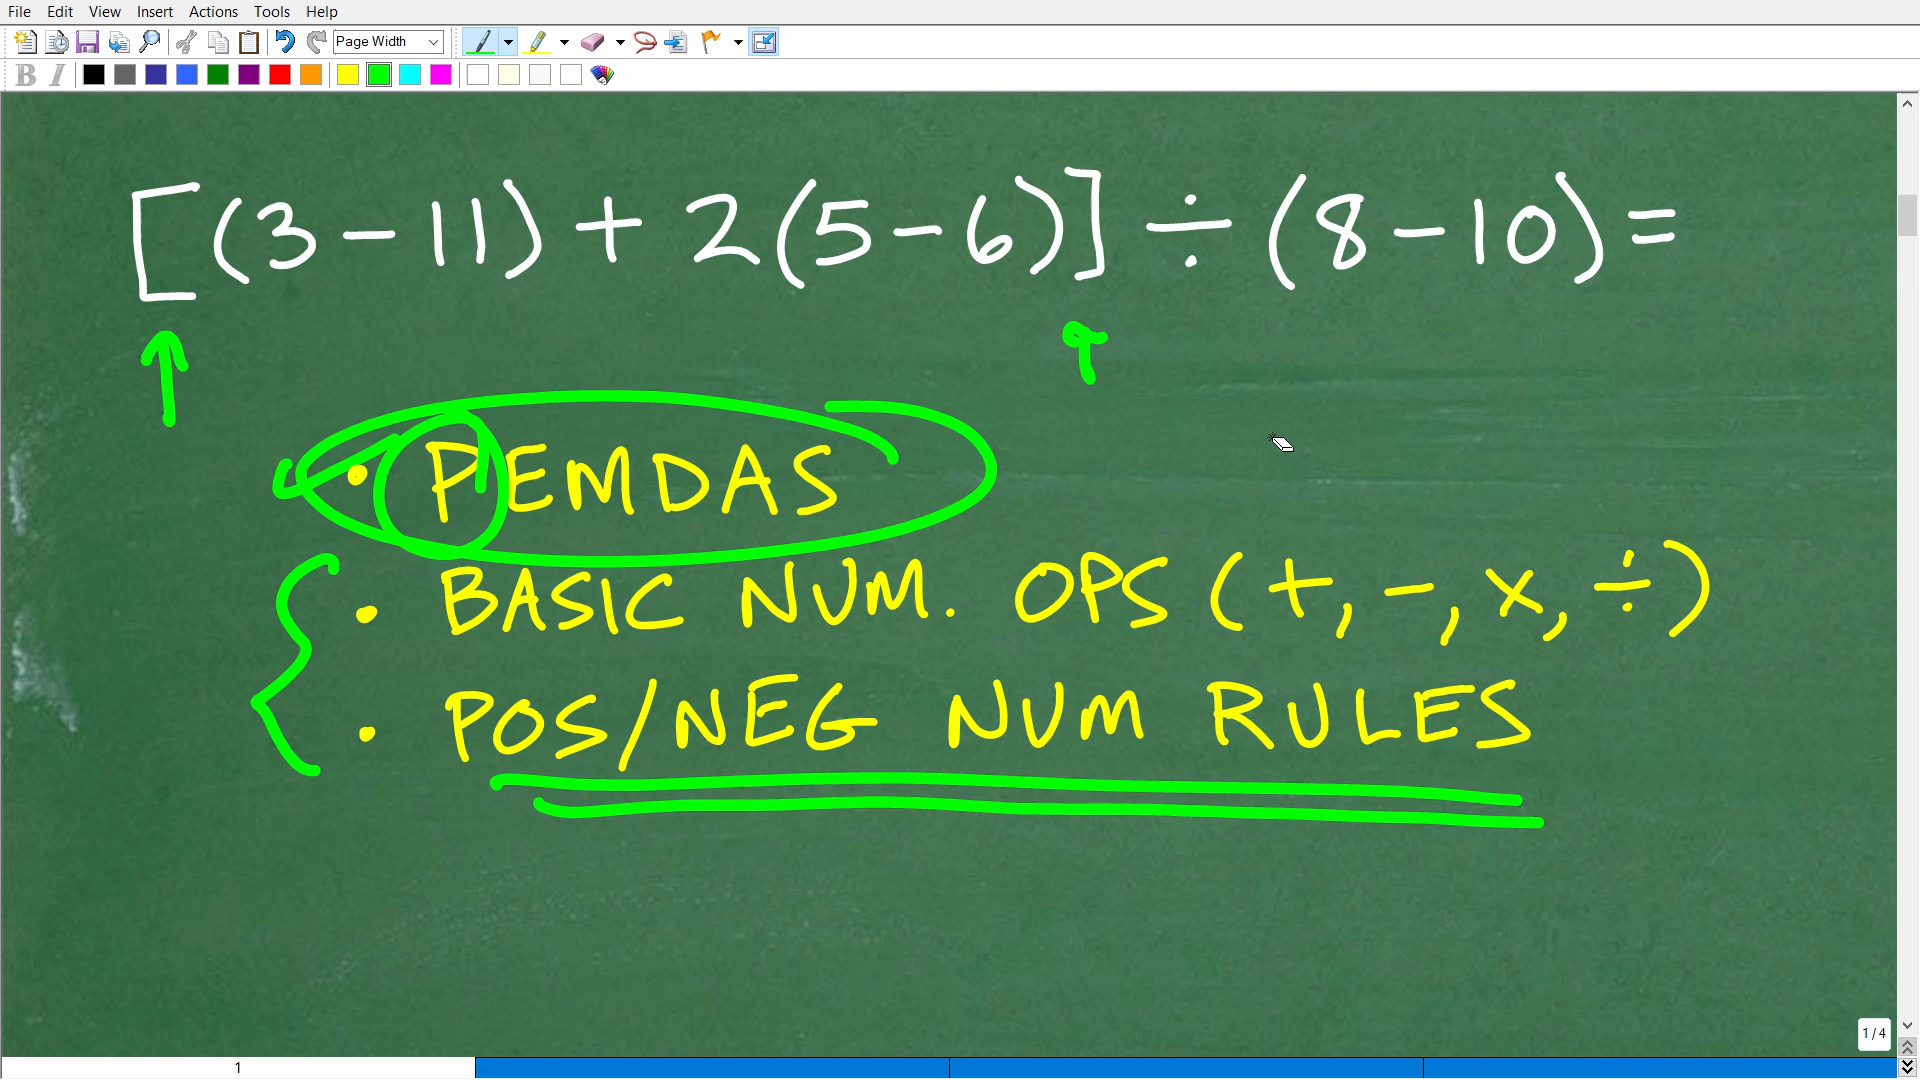 File Edit View Insert Actions Tools Help
Page Width
B I
[(3-11)+2(5-6)]÷(8-10)=
• PEMDAS
• BASIC NUM. OPS (+,-,x,÷)
• POS/NEG NUM RULES
1/4
1